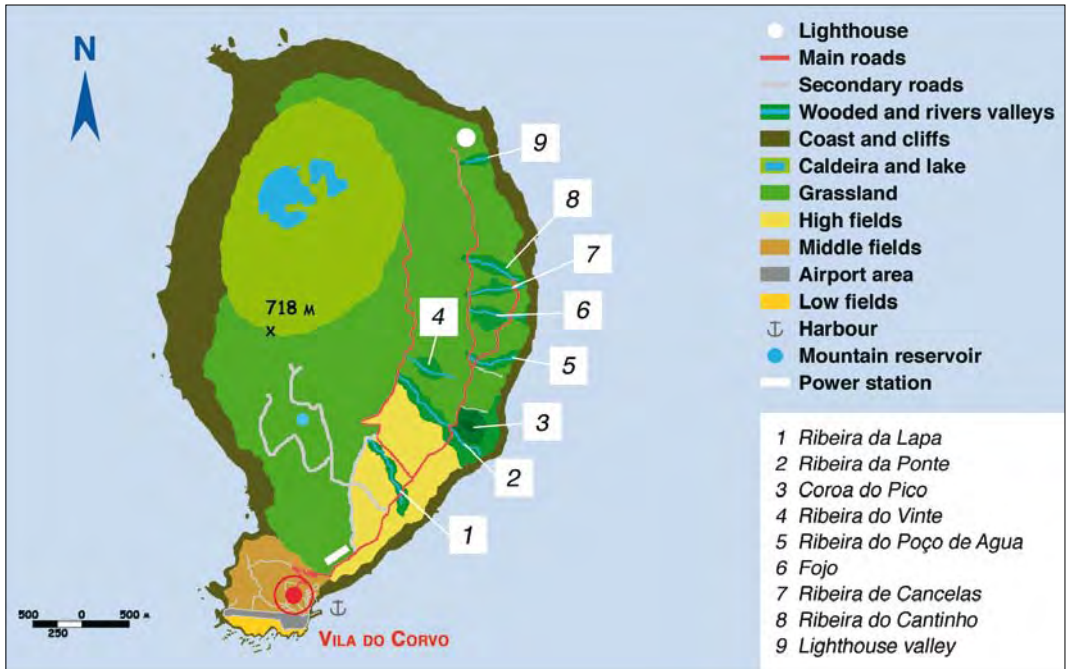 N
Lighthouse
Main roads
Secondary roads
Wooded and rivers valleys
Coast and cliffs
Caldeira and lake
Grassland
High fields
Middle fields
Airport area
Low fields
Harbour
Mountain reservoir
Power station
9
8
7
718 M
x
4
6
5
3
2
1
500 0 500 M
250
VILA DO CORVO
1 Ribeira da Lapa
2 Ribeira da Ponte
3 Coroa do Pico
4 Ribeira do Vinte
5 Ribeira do Poço de Agua
6 Fojo
7 Ribeira de Cancelas
8 Ribeira do Cantinho
9 Lighthouse valley